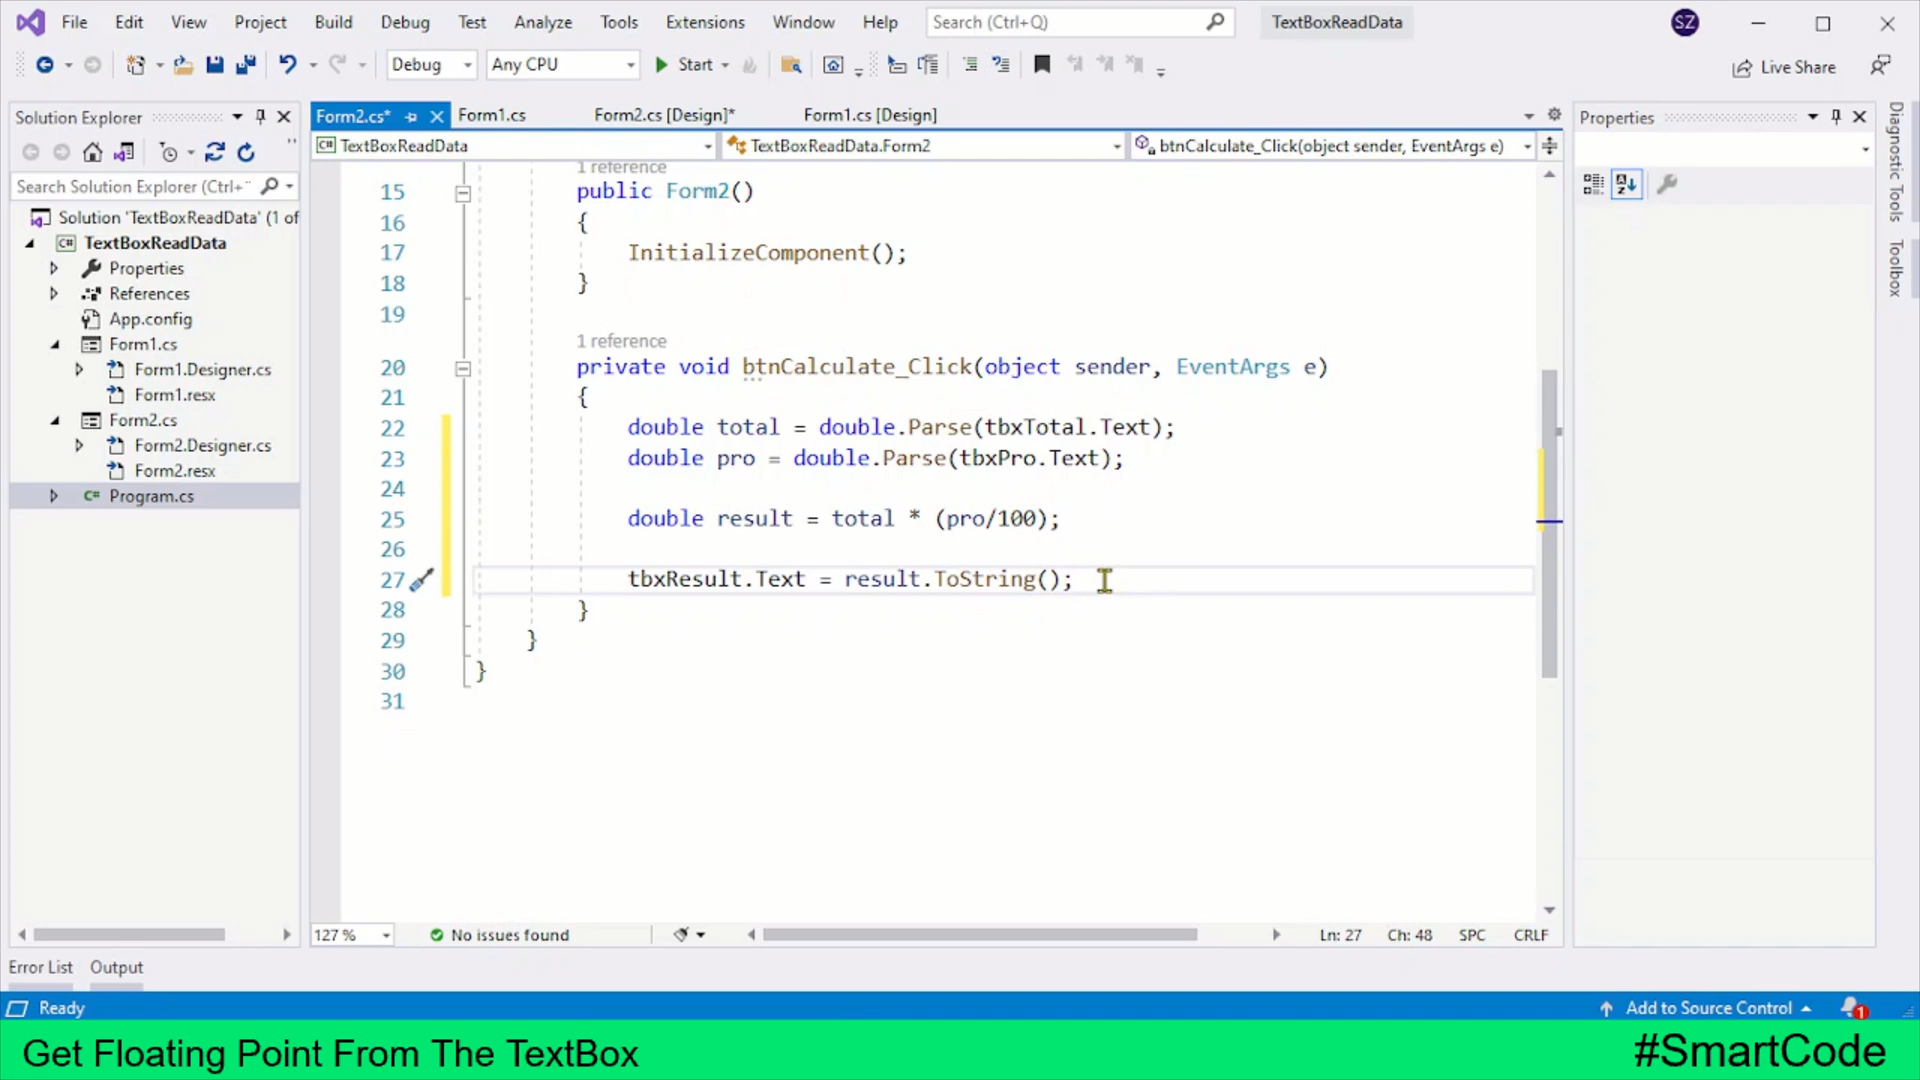 File Edit View Project Build Debug Test Analyze Tools Extensions Window Help Search (Ctrl+Q) TextBoxReadData SZ
Debug Any CPU Start Live Share
Solution Explorer
Search Solution Explorer (Ctrl+
Solution 'TextBoxReadData' (1 of
C# TextBoxReadData
Properties
References
App.config
Form1.cs
Form1.Designer.cs
Form1.resx
Form2.cs
Form2.Designer.cs
Form2.resx
C# Program.cs
Form2.cs* Form1.cs Form2.cs [Design]* Form1.cs [Design]
C# TextBoxReadData TextBoxReadData.Form2 btnCalculate_Click(object sender, EventArgs e)
1 reference
15 public Form2()
16 {
17 InitializeComponent();
18 }
19
1 reference
20 private void btnCalculate_Click(object sender, EventArgs e)
21 {
22 double total = double.Parse(tbxTotal.Text);
23 double pro = double.Parse(tbxPro.Text);
24
25 double result = total * (pro/100);
26
27 tbxResult.Text = result.ToString();
28 }
29 }
30 }
31
127 % No issues found Ln: 27 Ch: 48 SPC CRLF
Properties
Diagnostic Tools
Toolbox
Error List Output
Ready Add to Source Control 1
Get Floating Point From The TextBox
#SmartCode